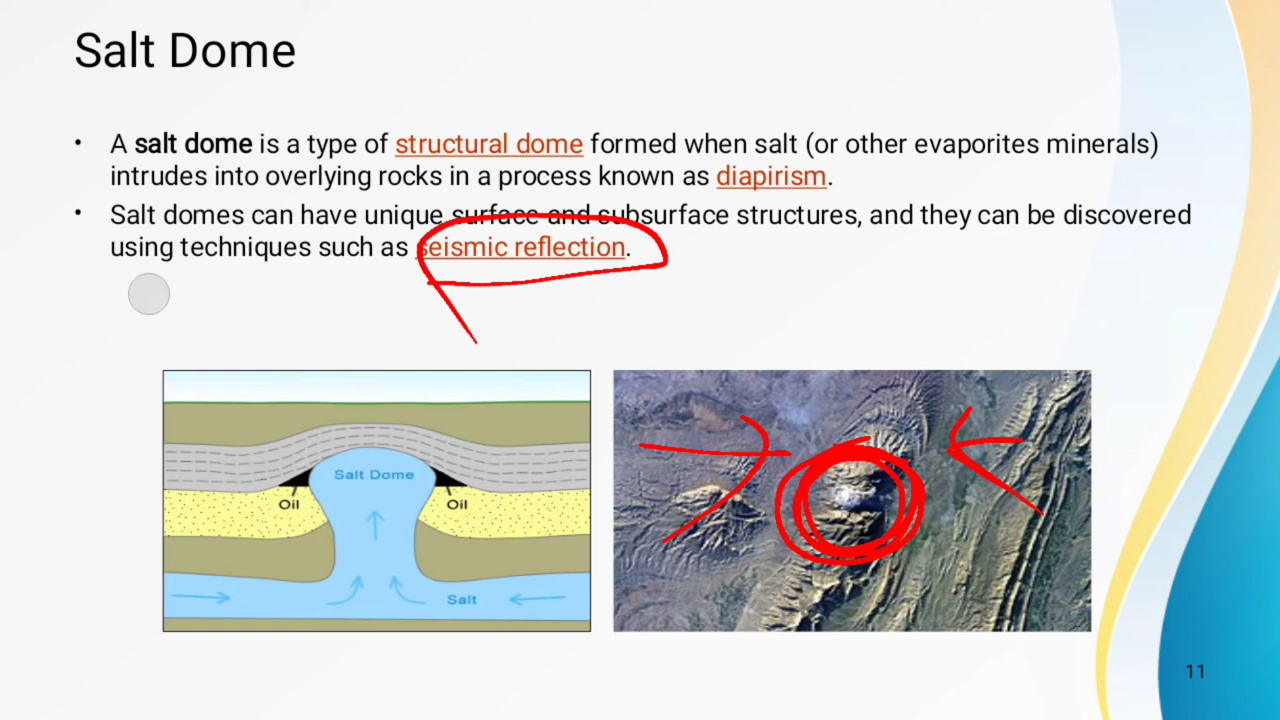 Salt Dome
• A salt dome is a type of structural dome formed when salt (or other evaporites minerals)
intrudes into overlying rocks in a process known as diapirism.
• Salt domes can have unique surface and subsurface structures, and they can be discovered
using techniques such as seismic reflection.
Salt Dome
Oil
Oil
Salt
11